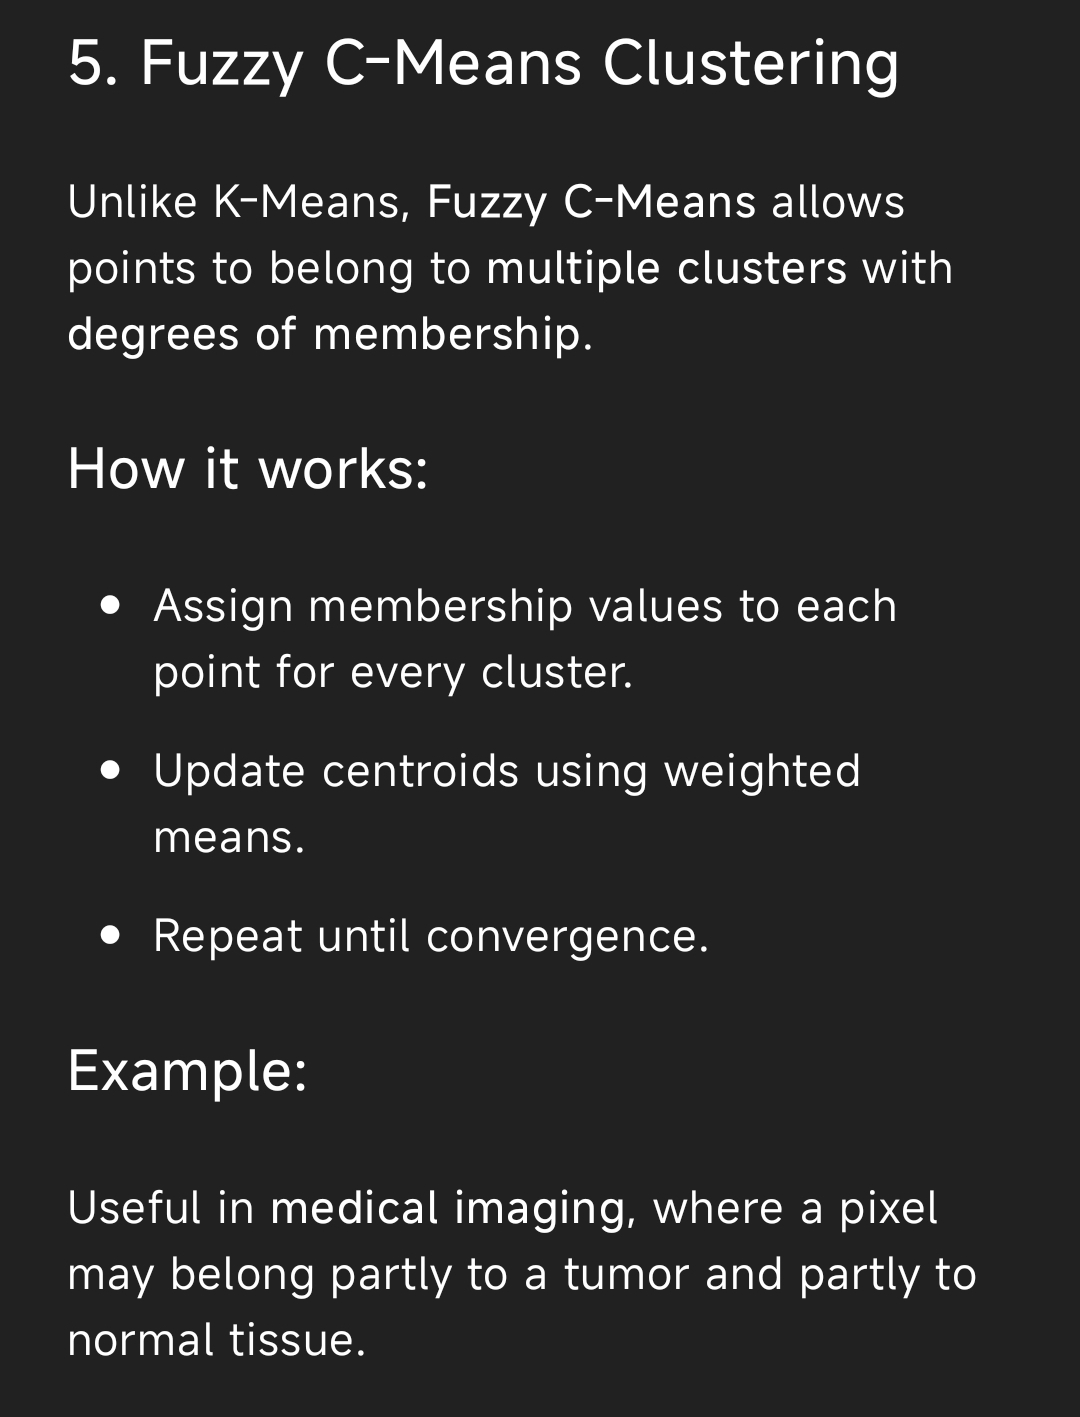 5. Fuzzy C-Means Clustering
Unlike K-Means, Fuzzy C-Means allows
points to belong to multiple clusters with
degrees of membership.
How it works:
• Assign membership values to each
point for every cluster.
• Update centroids using weighted
means.
• Repeat until convergence.
Example:
Useful in medical imaging, where a pixel
may belong partly to a tumor and partly to
normal tissue.